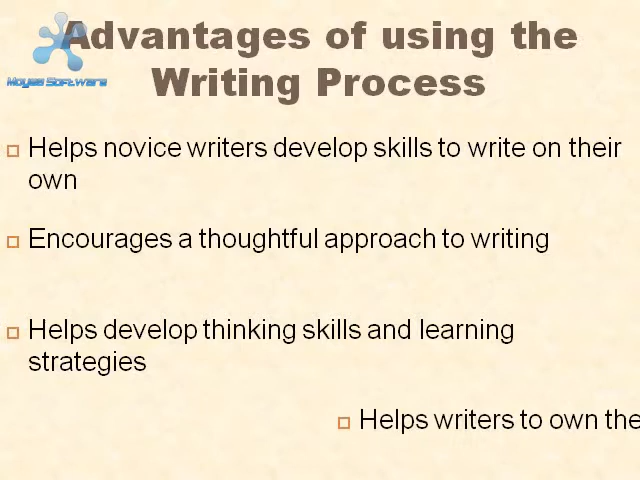 Advantages of using the
Writing Process
Moyea Software
Helps novice writers develop skills to write on their
own
Encourages a thoughtful approach to writing
Helps develop thinking skills and learning
strategies
Helps writers to own the